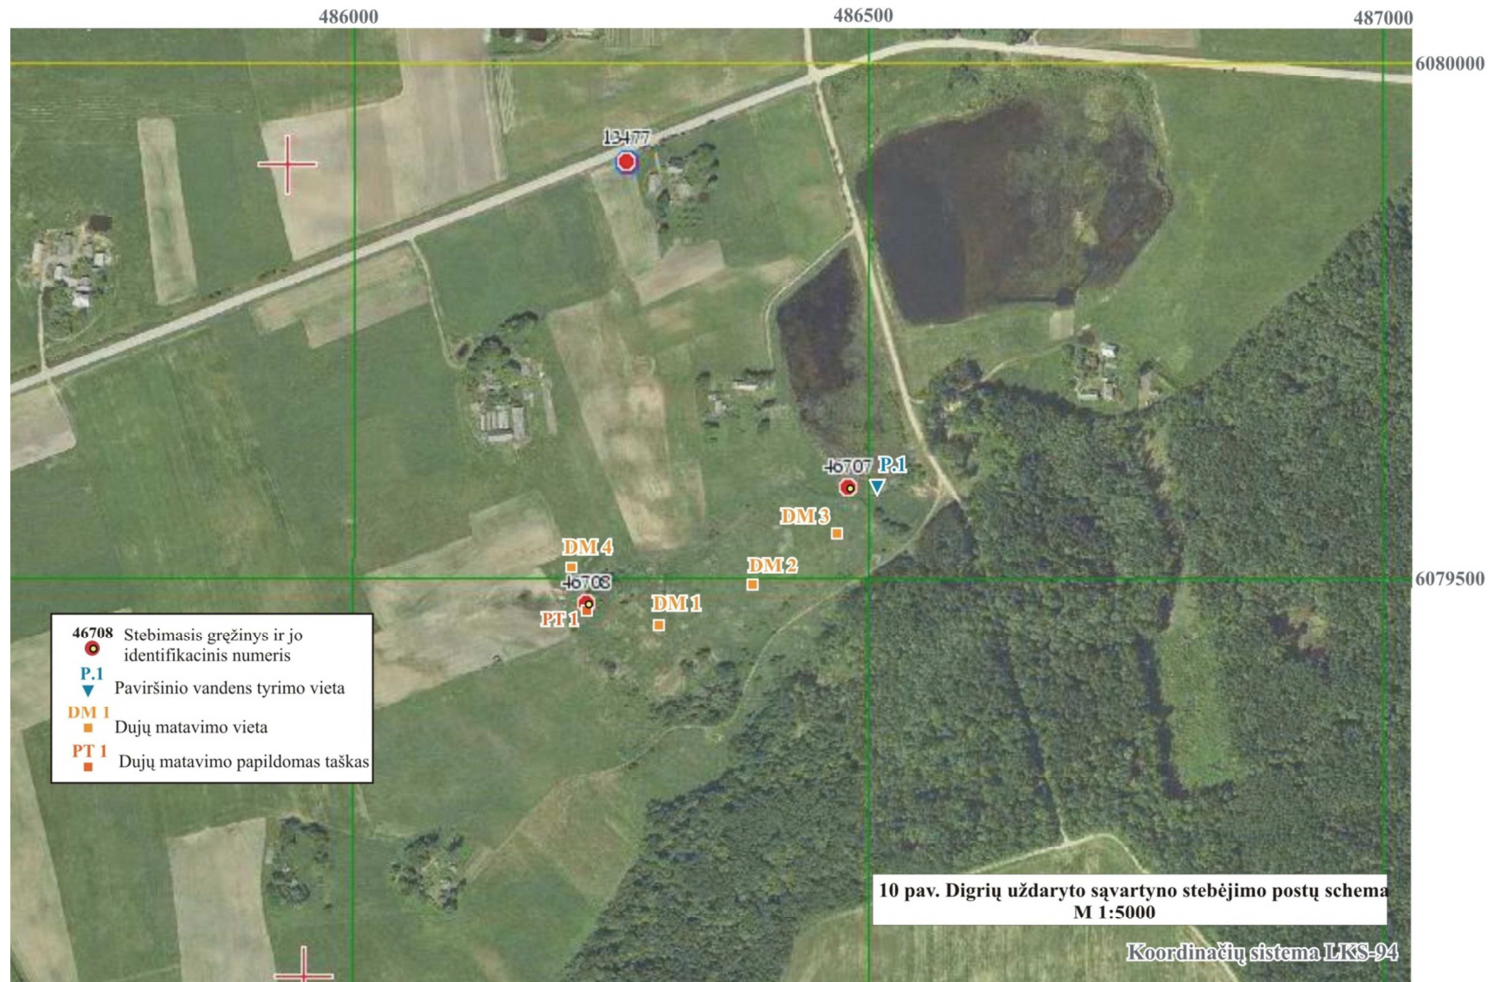 486000
486500
487000
6080000
13477
46707
P.1
DM 3
DM 4
DM 2
46708
6079500
DM 1
PT 1
46708 Stebimasis gręžinys ir jo
identifikacinis numeris
P.1
Paviršinio vandens tyrimo vieta
DM 1
Dujų matavimo vieta
PT 1
Dujų matavimo papildomas taškas
10 pav. Digrių uždaryto sąvartyno stebėjimo postų schema
M 1:5000
Koordinačių sistema LKS-94